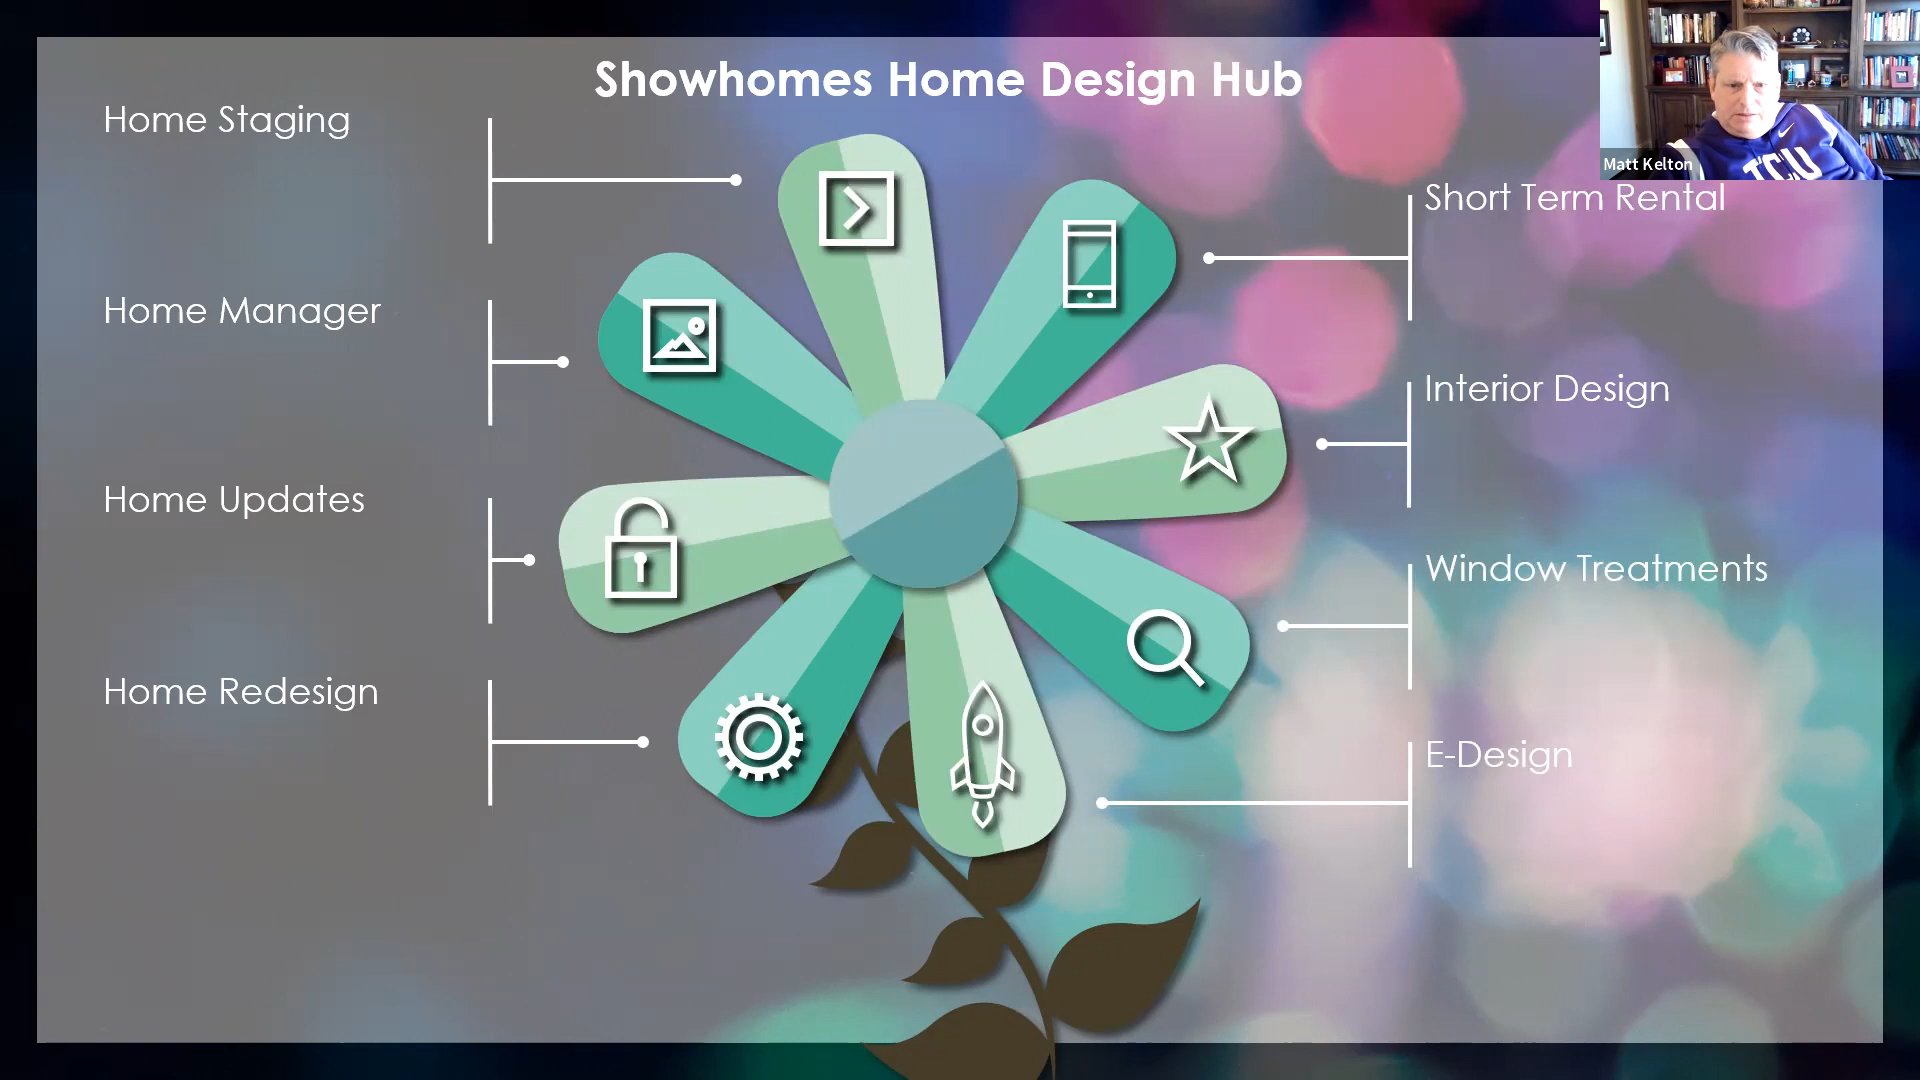 Showhomes Home Design Hub
Home Staging
Home Manager
Home Updates
Home Redesign
Short Term Rental
Interior Design
Window Treatments
E-Design
Matt Kelton
TCU